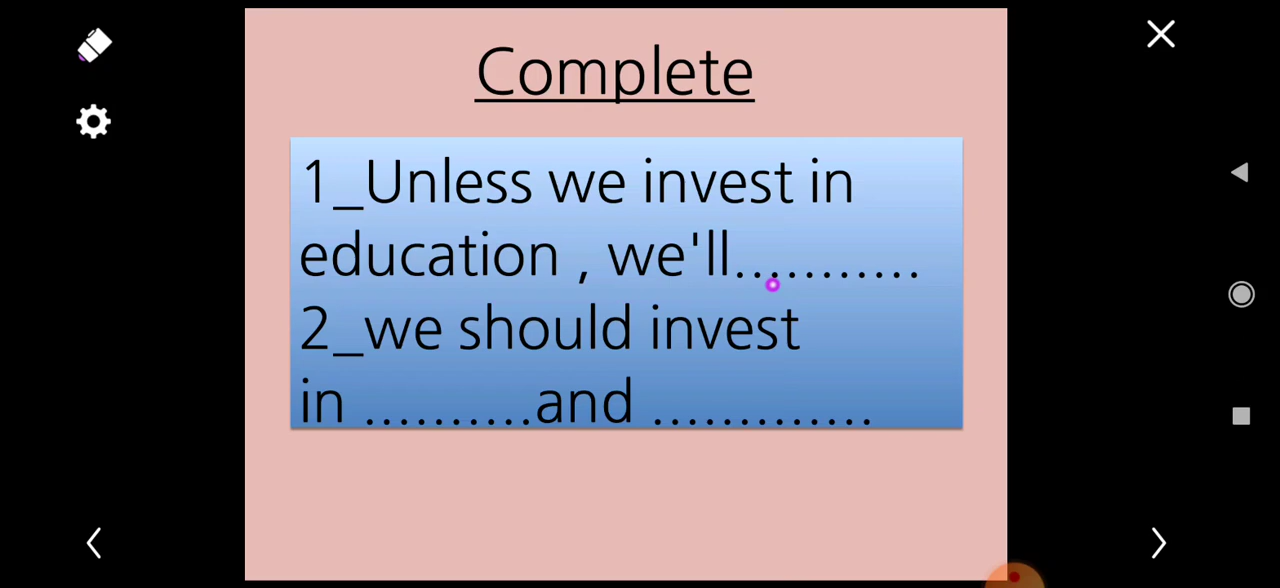 Complete
1_Unless we invest in
education , we'll...........
2_we should invest
in ..........and .............